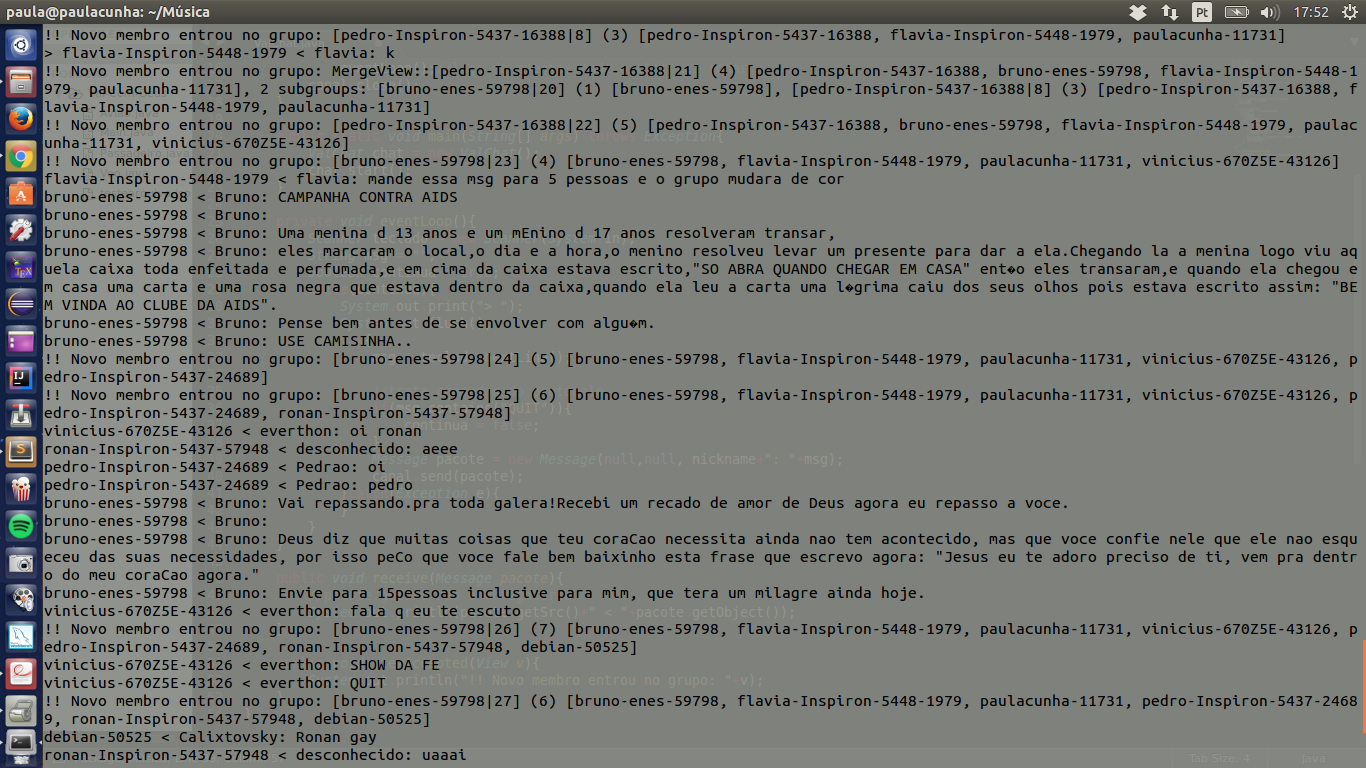 paula@paulacunha: ~/Música
Pt
17:52
!! Novo membro entrou no grupo: [pedro-Inspiron-5437-16388|8] (3) [pedro-Inspiron-5437-16388, flavia-Inspiron-5448-1979, paulacunha-11731]
> flavia-Inspiron-5448-1979 < flavia: k
!! Novo membro entrou no grupo: MergeView::[pedro-Inspiron-5437-16388|21] (4) [pedro-Inspiron-5437-16388, bruno-enes-59798, flavia-Inspiron-5448-1
979, paulacunha-11731], 2 subgroups: [bruno-enes-59798|20] (1) [bruno-enes-59798], [pedro-Inspiron-5437-16388|8] (3) [pedro-Inspiron-5437-16388, f
lavia-Inspiron-5448-1979, paulacunha-11731]
!! Novo membro entrou no grupo: [pedro-Inspiron-5437-16388|22] (5) [pedro-Inspiron-5437-16388, bruno-enes-59798, flavia-Inspiron-5448-1979, paulac
unha-11731, vinicius-670Z5E-43126]
!! Novo membro entrou no grupo: [bruno-enes-59798|23] (4) [bruno-enes-59798, flavia-Inspiron-5448-1979, paulacunha-11731, vinicius-670Z5E-43126]
flavia-Inspiron-5448-1979 < flavia: mande essa msg para 5 pessoas e o grupo mudara de cor
bruno-enes-59798 < Bruno: CAMPANHA CONTRA AIDS
bruno-enes-59798 < Bruno:
bruno-enes-59798 < Bruno: Uma menina d 13 anos e um mEnino d 17 anos resolveram transar,
bruno-enes-59798 < Bruno: eles marcaram o local,o dia e a hora,o menino resolveu levar um presente para dar a ela.Chegando la a menina logo viu aq
uela caixa toda enfeitada e perfumada,e em cima da caixa estava escrito,"SO ABRA QUANDO CHEGAR EM CASA" ent�o eles transaram,e quando ela chegou e
m casa uma carta e uma rosa negra que estava dentro da caixa,quando ela leu a carta uma l�grima caiu dos seus olhos pois estava escrito assim: "BE
M VINDA AO CLUBE DA AIDS".
bruno-enes-59798 < Bruno: Pense bem antes de se envolver com algu�m.
bruno-enes-59798 < Bruno: USE CAMISINHA..
!! Novo membro entrou no grupo: [bruno-enes-59798|24] (5) [bruno-enes-59798, flavia-Inspiron-5448-1979, paulacunha-11731, vinicius-670Z5E-43126, p
edro-Inspiron-5437-24689]
!! Novo membro entrou no grupo: [bruno-enes-59798|25] (6) [bruno-enes-59798, flavia-Inspiron-5448-1979, paulacunha-11731, vinicius-670Z5E-43126, p
edro-Inspiron-5437-24689, ronan-Inspiron-5437-57948]
vinicius-670Z5E-43126 < everthon: oi ronan
ronan-Inspiron-5437-57948 < desconhecido: aeee
pedro-Inspiron-5437-24689 < Pedrao: oi
pedro-Inspiron-5437-24689 < Pedrao: pedro
bruno-enes-59798 < Bruno: Vai repassando.pra toda galera!Recebi um recado de amor de Deus agora eu repasso a voce.
bruno-enes-59798 < Bruno:
bruno-enes-59798 < Bruno: Deus diz que muitas coisas que teu coraCao necessita ainda nao tem acontecido, mas que voce confie nele que ele nao esqu
eceu das suas necessidades, por isso peCo que voce fale bem baixinho esta frase que escrevo agora: "Jesus eu te adoro preciso de ti, vem pra dentr
o do meu coraCao agora."
bruno-enes-59798 < Bruno: Envie para 15pessoas inclusive para mim, que tera um milagre ainda hoje.
vinicius-670Z5E-43126 < everthon: fala q eu te escuto
!! Novo membro entrou no grupo: [bruno-enes-59798|26] (7) [bruno-enes-59798, flavia-Inspiron-5448-1979, paulacunha-11731, vinicius-670Z5E-43126, p
edro-Inspiron-5437-24689, ronan-Inspiron-5437-57948, debian-50525]
vinicius-670Z5E-43126 < everthon: SHOW DA FE
vinicius-670Z5E-43126 < everthon: QUIT
!! Novo membro entrou no grupo: [bruno-enes-59798|27] (6) [bruno-enes-59798, flavia-Inspiron-5448-1979, paulacunha-11731, pedro-Inspiron-5437-2468
9, ronan-Inspiron-5437-57948, debian-50525]
debian-50525 < Calixtovsky: Ronan gay
ronan-Inspiron-5437-57948 < desconhecido: uaaai
Tab Size: 4
Java